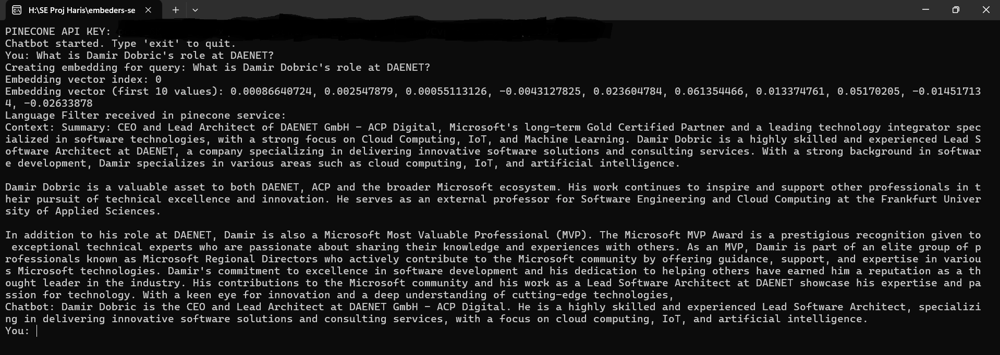 H:\SE Proj Haris\embeders-se
PINECONE API KEY:
Chatbot started. Type 'exit' to quit.
You: What is Damir Dobric's role at DAENET?
Creating embedding for query: What is Damir Dobric's role at DAENET?
Embedding vector index: 0
Embedding vector (first 10 values): 0.00086640724, 0.002547879, 0.00055113126, -0.0043127825, 0.023604784, 0.061354466, 0.013374761, 0.05170205, -0.01451713
4, -0.02633878
Language Filter received in pinecone service:
Context: Summary: CEO and Lead Architect of DAENET GmbH - ACP Digital, Microsoft's long-term Gold Certified Partner and a leading technology integrator spec
ialized in software technologies, with a strong focus on Cloud Computing, IoT, and Machine Learning. Damir Dobric is a highly skilled and experienced Lead S
oftware Architect at DAENET, a company specializing in delivering innovative software solutions and consulting services. With a strong background in softwar
e development, Damir specializes in various areas such as cloud computing, IoT, and artificial intelligence.
Damir Dobric is a valuable asset to both DAENET, ACP and the broader Microsoft ecosystem. His work continues to inspire and support other professionals in t
heir pursuit of technical excellence and innovation. He serves as an external professor for Software Engineering and Cloud Computing at the Frankfurt Univer
sity of Applied Sciences.
In addition to his role at DAENET, Damir is also a Microsoft Most Valuable Professional (MVP). The Microsoft MVP Award is a prestigious recognition given to
 exceptional technical experts who are passionate about sharing their knowledge and experiences with others. As an MVP, Damir is part of an elite group of p
rofessionals known as Microsoft Regional Directors who actively contribute to the Microsoft community by offering guidance, support, and expertise in variou
s Microsoft technologies. Damir's commitment to excellence in software development and his dedication to helping others have earned him a reputation as a th
ought leader in the industry. His contributions to the Microsoft community and his work as a Lead Software Architect at DAENET showcase his expertise and pa
ssion for technology. With a keen eye for innovation and a deep understanding of cutting-edge technologies,
Chatbot: Damir Dobric is the CEO and Lead Architect at DAENET GmbH - ACP Digital. He is a highly skilled and experienced Lead Software Architect, specializi
ng in delivering innovative software solutions and consulting services, with a focus on cloud computing, IoT, and artificial intelligence.
You: